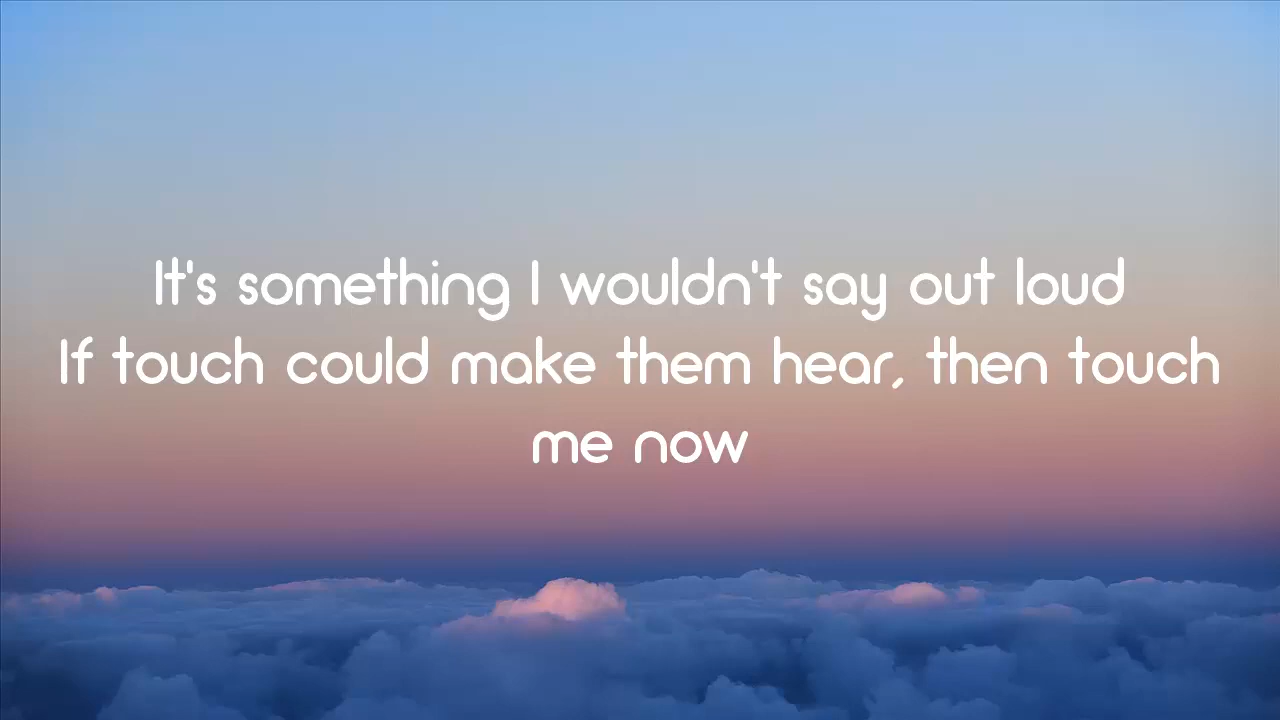 It's something I wouldn't say out loud
If touch could make them hear, then touch
me now